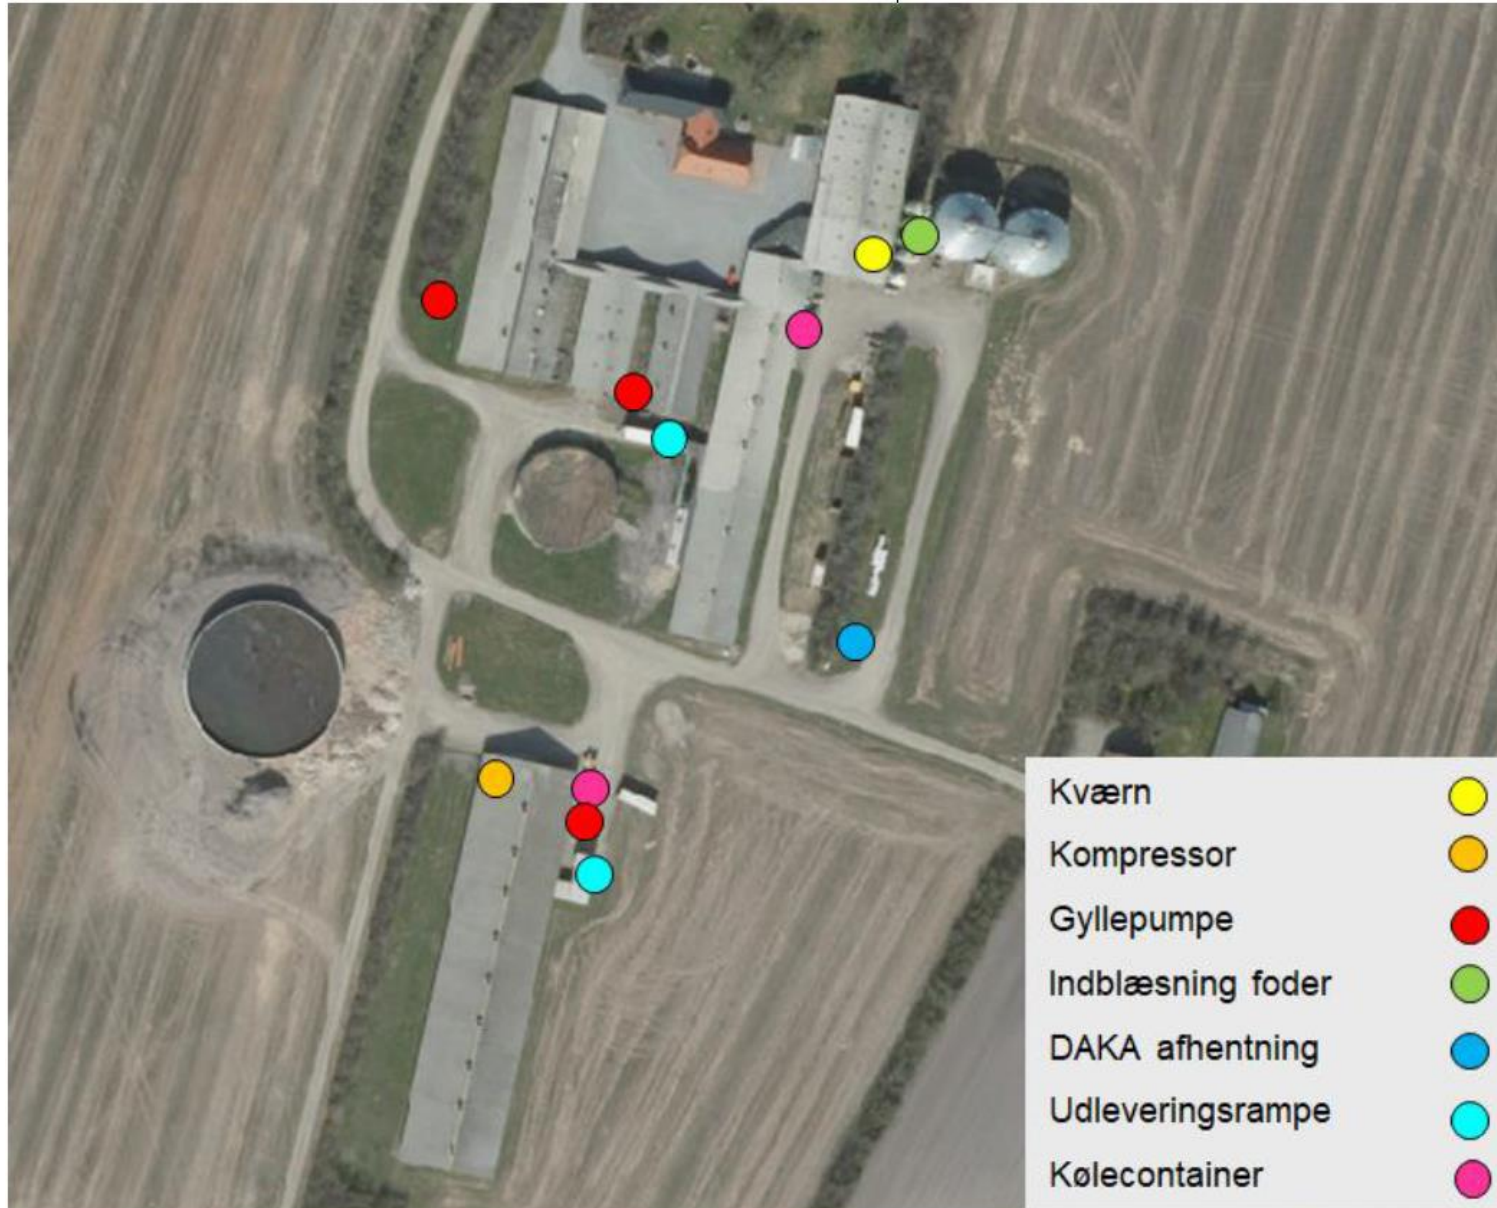 Kværn
Kompressor
Gyllepumpe
Indblæsning foder
DAKA afhentning
Udleveringsrampe
Kølecontainer